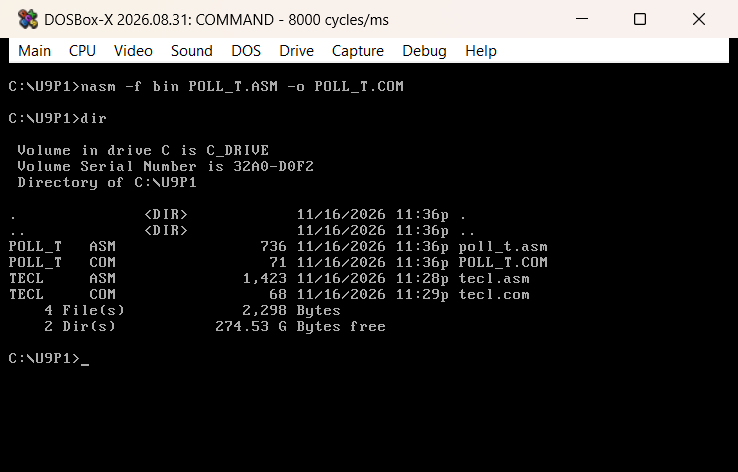 DOSBox-X 2026.08.31: COMMAND - 8000 cycles/ms
Main CPU Video Sound DOS Drive Capture Debug Help
C:\U9P1>nasm -f bin POLL_T.ASM -o POLL_T.COM
C:\U9P1>dir
Volume in drive C is C_DRIVE
Volume Serial Number is 32A0-D0F2
Directory of C:\U9P1
. <DIR> 11/16/2026 11:36p .
.. <DIR> 11/16/2026 11:36p ..
POLL_T ASM 736 11/16/2026 11:36p poll_t.asm
POLL_T COM 71 11/16/2026 11:36p POLL_T.COM
TECL ASM 1,423 11/16/2026 11:28p tecl.asm
TECL COM 68 11/16/2026 11:29p tecl.com
4 File(s) 2,298 Bytes
2 Dir(s) 274.53 G Bytes free
C:\U9P1>_